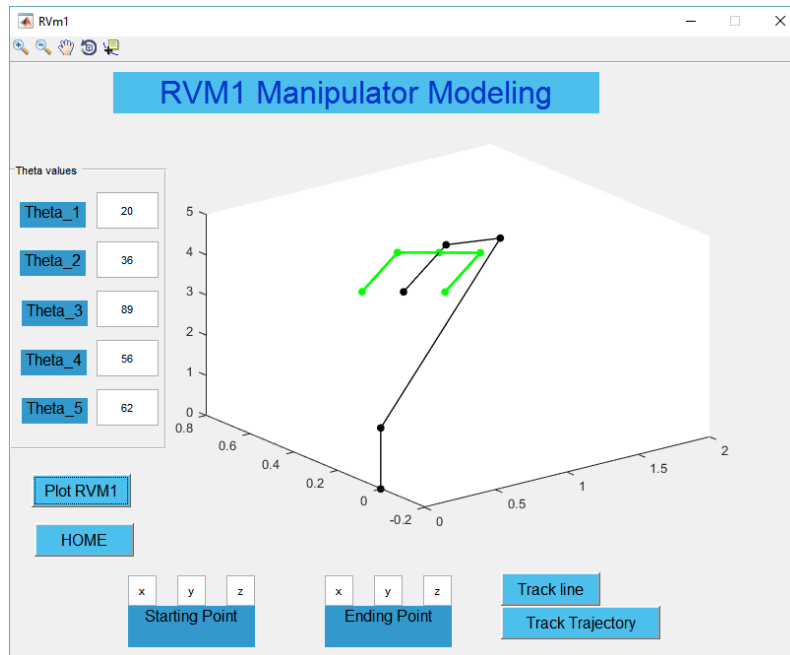 RVm1
RVM1 Manipulator Modeling
Theta values
Theta_1
20
Theta_2
36
Theta_3
89
Theta_4
56
Theta_5
62
Plot RVM1
HOME
5
4
3
2
1
0
0.8
0.6
0.4
0.2
0
-0.2
0
0.5
1
1.5
2
x
y
z
Starting Point
x
y
z
Ending Point
Track line
Track Trajectory